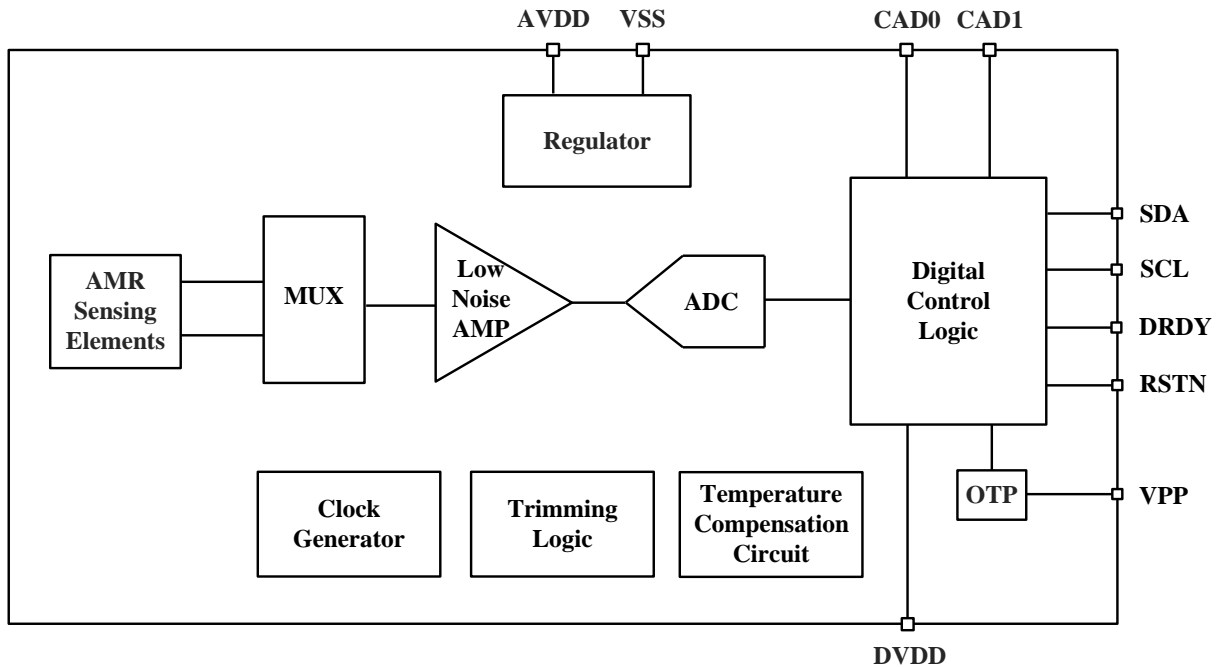 AVDD VSS CAD0 CAD1
Regulator
AMR
Sensing
Elements
MUX
Low
Noise
AMP
ADC
Digital
Control
Logic
SDA
SCL
DRDY
RSTN
Clock
Generator
Trimming
Logic
Temperature
Compensation
Circuit
OTP
VPP
DVDD